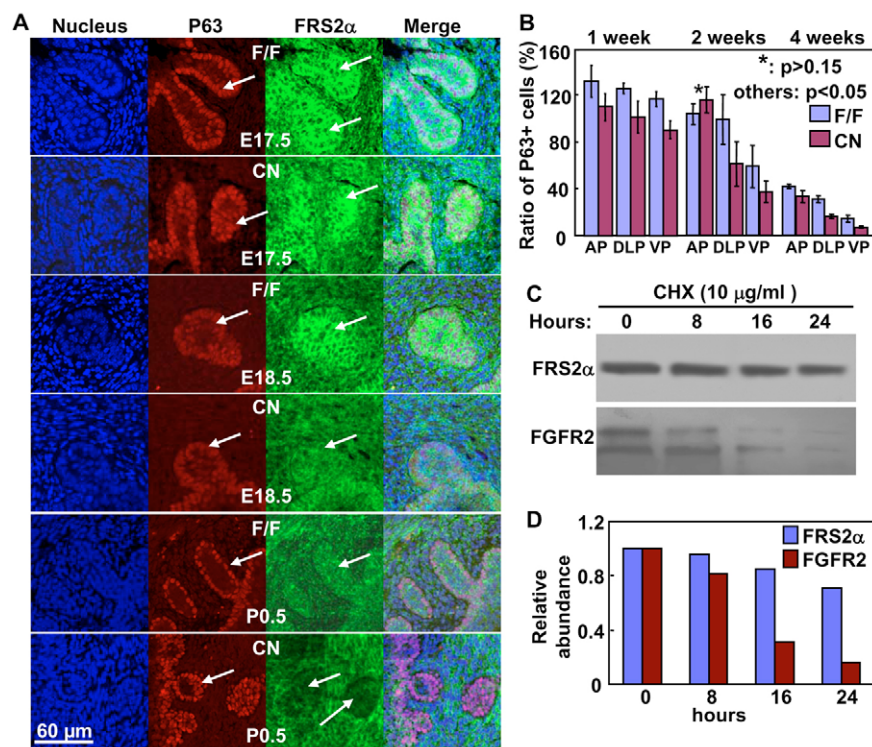 A
Nucleus P63 FRS2α Merge
F/F
E17.5
CN
E17.5
F/F
E18.5
CN
E18.5
F/F
P0.5
CN
P0.5
60 µm
B
1 week 2 weeks 4 weeks
*: p>0.15
others: p<0.05
F/F
CN
*
Ratio of P63+ cells (%)
160
120
80
40
0
AP DLP VP AP DLP VP AP DLP VP
C
CHX (10 µg/ml )
Hours: 0 8 16 24
FRS2α
FGFR2
D
FRS2α
FGFR2
Relative
abundance
1.2
0.8
0.4
0
0 8 16 24
hours